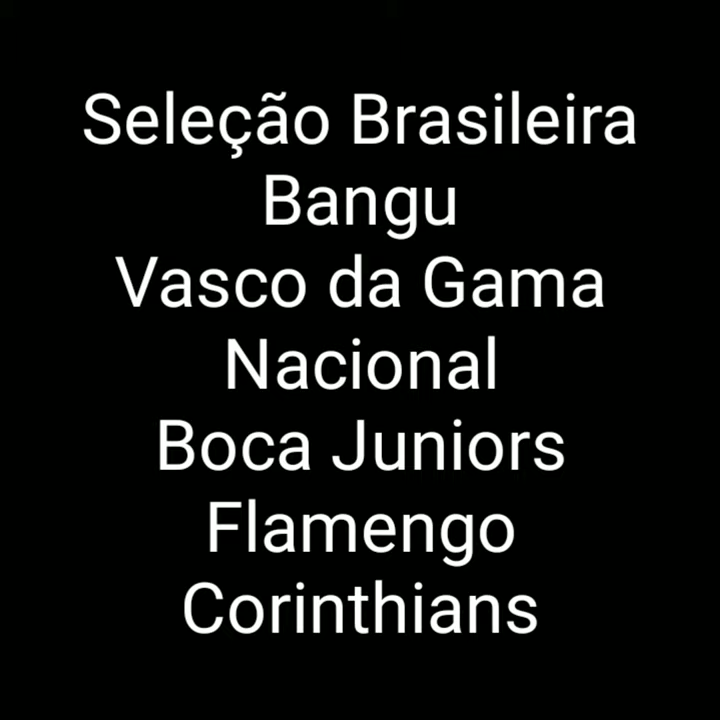 Seleção Brasileira
Bangu
Vasco da Gama
Nacional
Boca Juniors
Flamengo
Corinthians